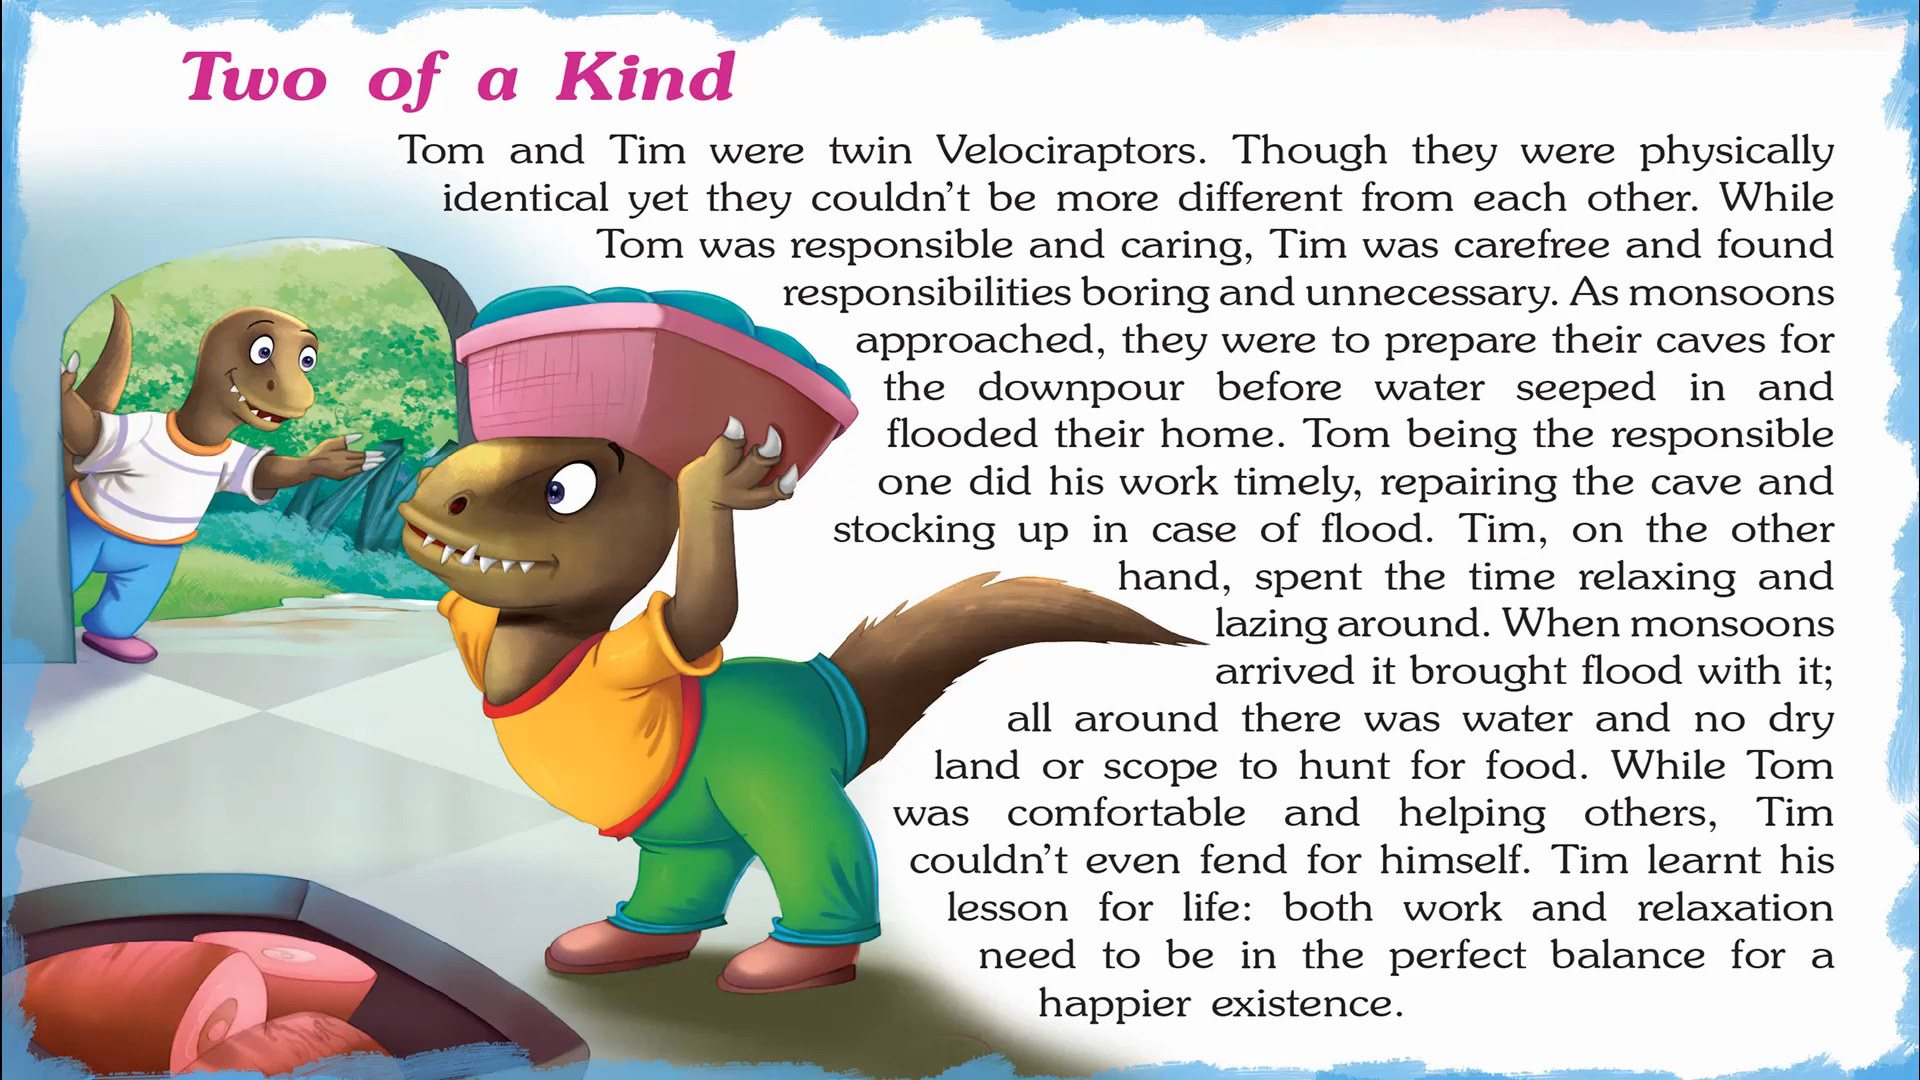 Two of a Kind
Tom and Tim were twin Velociraptors. Though they were physically
identical yet they couldn't be more different from each other. While
Tom was responsible and caring, Tim was carefree and found
responsibilities boring and unnecessary. As monsoons
approached, they were to prepare their caves for
the downpour before water seeped in and
flooded their home. Tom being the responsible
one did his work timely, repairing the cave and
stocking up in case of flood. Tim, on the other
hand, spent the time relaxing and
lazing around. When monsoons
arrived it brought flood with it;
all around there was water and no dry
land or scope to hunt for food. While Tom
was comfortable and helping others, Tim
couldn't even fend for himself. Tim learnt his
lesson for life: both work and relaxation
need to be in the perfect balance for a
happier existence.